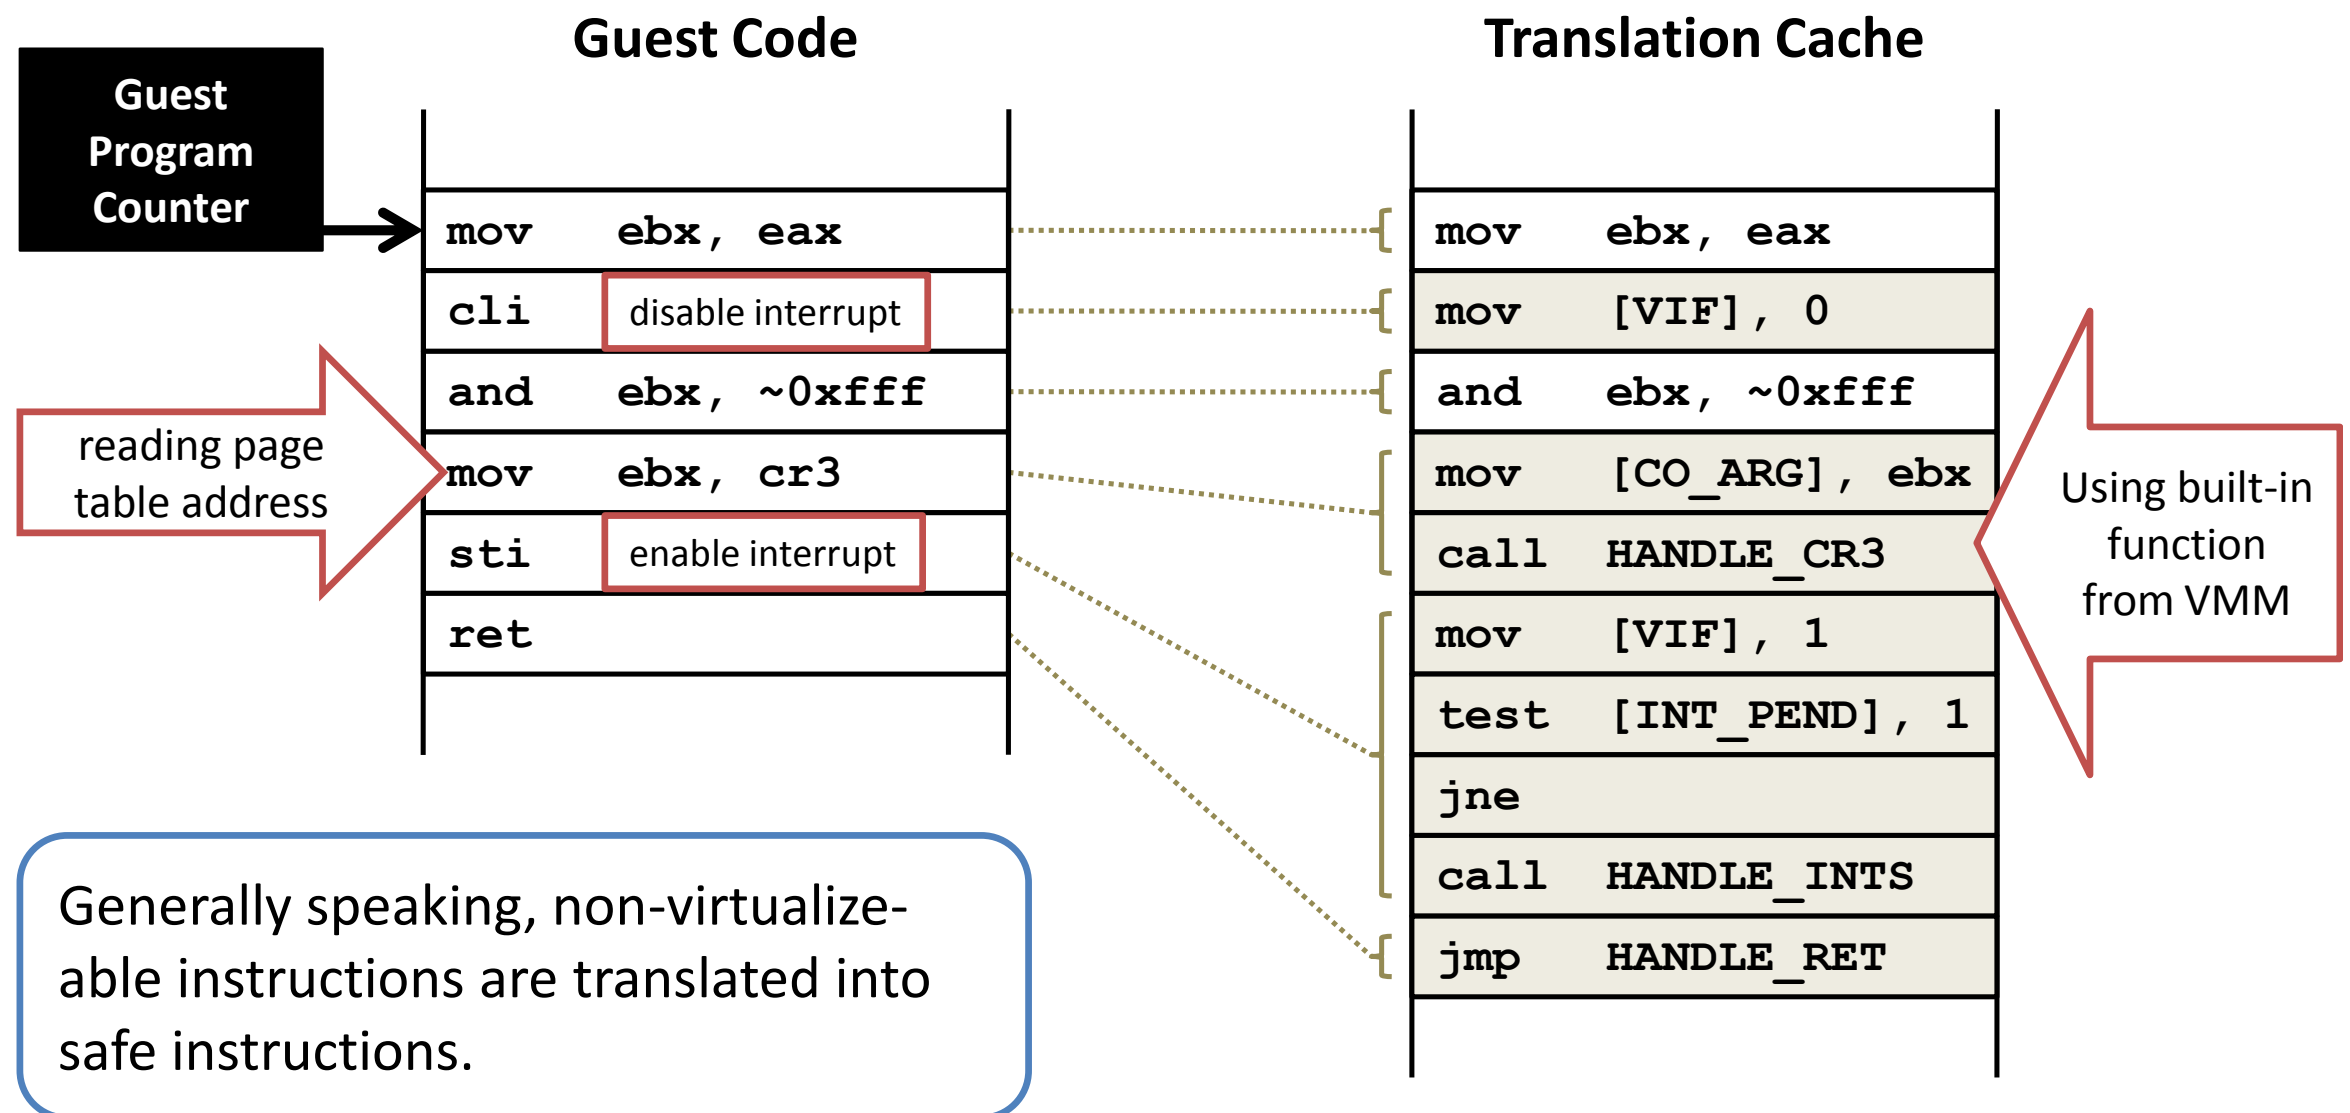 Guest Code
Translation Cache
Guest
Program
Counter
mov ebx, eax
cli disable interrupt
and ebx, ~0xfff
reading page
table address
mov ebx, cr3
sti enable interrupt
ret
mov ebx, eax
mov [VIF], 0
and ebx, ~0xfff
mov [CO_ARG], ebx
call HANDLE_CR3
mov [VIF], 1
test [INT_PEND], 1
jne
call HANDLE_INTS
jmp HANDLE_RET
Using built-in
function
from VMM
Generally speaking, non-virtualize-
able instructions are translated into
safe instructions.